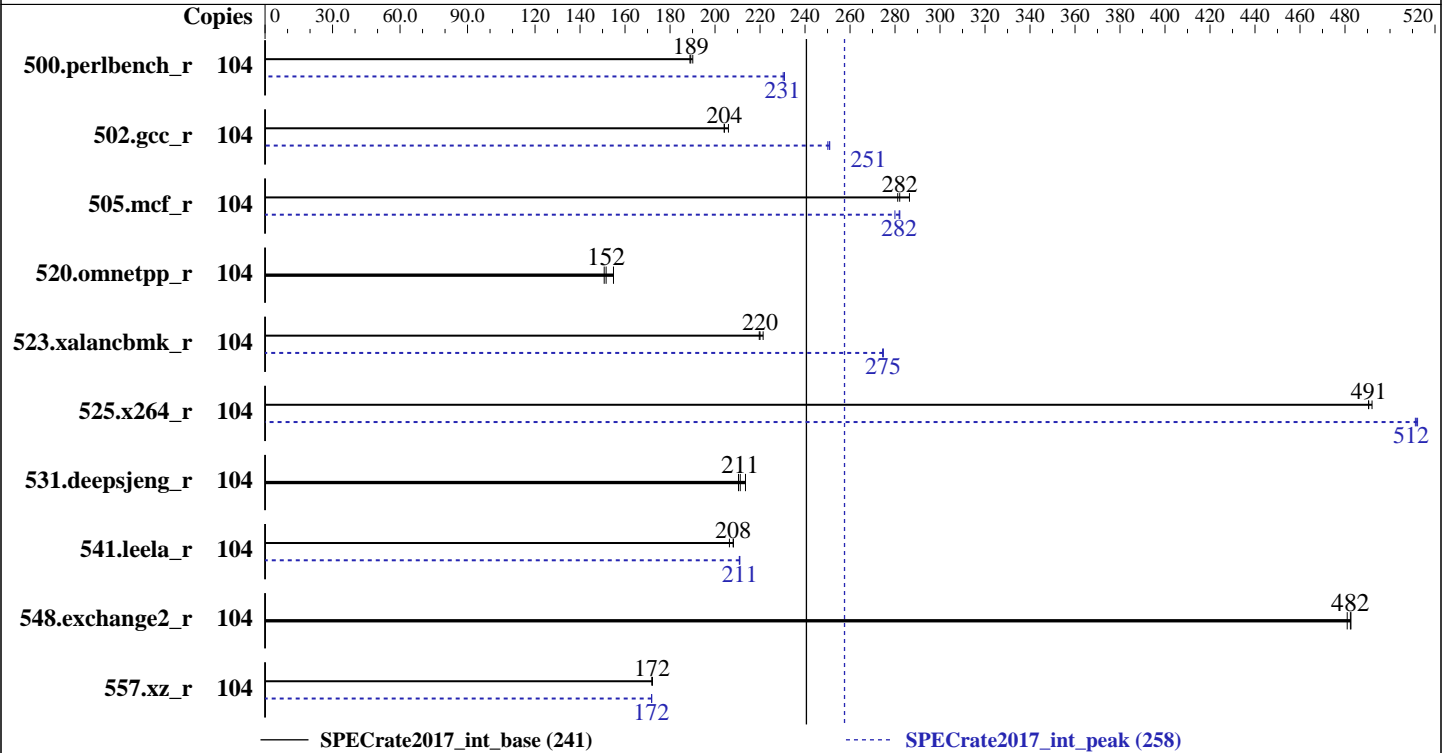 Copies 0 30.0 60.0 90.0 120 140 160 180 200 220 240 260 280 300 320 340 360 380 400 420 440 460 480 520
189
500.perlbench_r 104
231
204
502.gcc_r 104
251
282
505.mcf_r 104
282
152
520.omnetpp_r 104
220
523.xalancbmk_r 104
275
491
525.x264_r 104
512
211
531.deepsjeng_r 104
208
541.leela_r 104
211
482
548.exchange2_r 104
172
557.xz_r 104
172
SPECrate2017_int_base (241) SPECrate2017_int_peak (258)